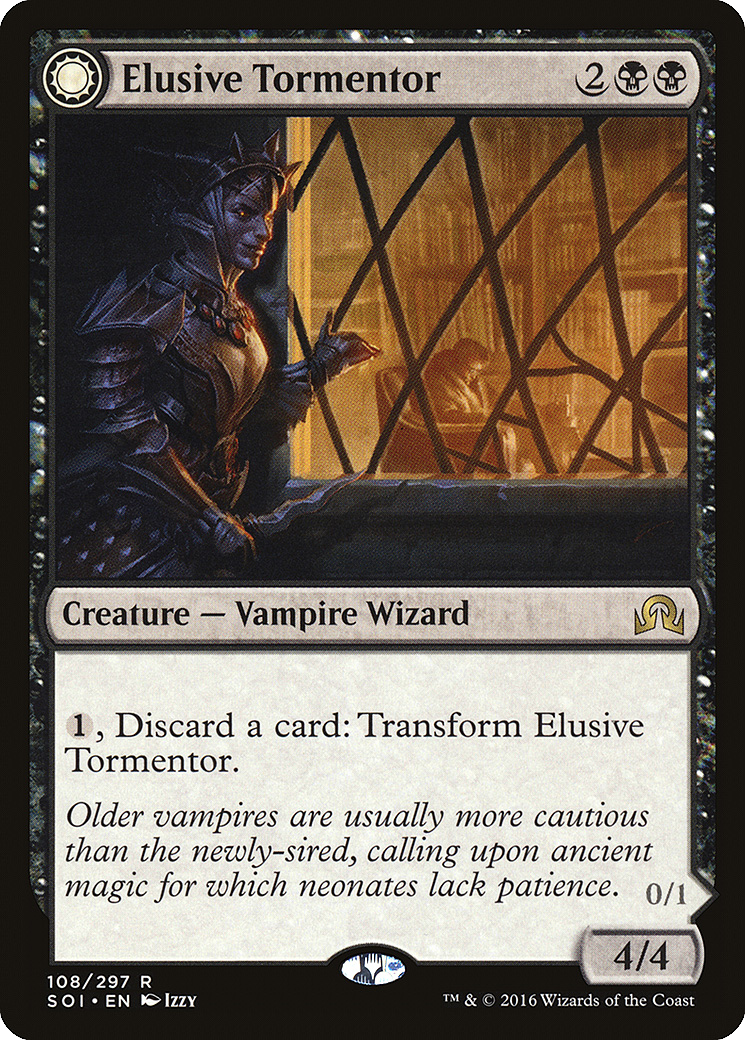 Elusive Tormentor 2
Creature — Vampire Wizard
1, Discard a card: Transform Elusive
Tormentor.
Older vampires are usually more cautious
than the newly-sired, calling upon ancient
magic for which neonates lack patience.
0/1
4/4
108/297 R
SOI • EN Izzy
™ & © 2016 Wizards of the Coast